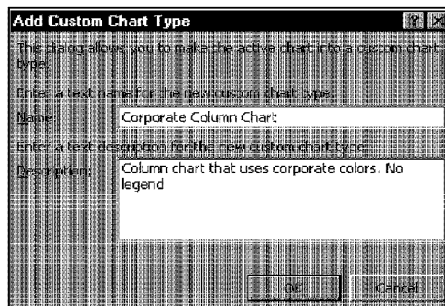 Add Custom Chart Type
This dialog allows you to make the active chart into a custom chart
type.
Enter a text name for the new custom chart type.
Name:
Corporate Column Chart
Enter a text description for the new custom chart type.
Description:
Column chart that uses corporate colors. No
legend
OK
Cancel